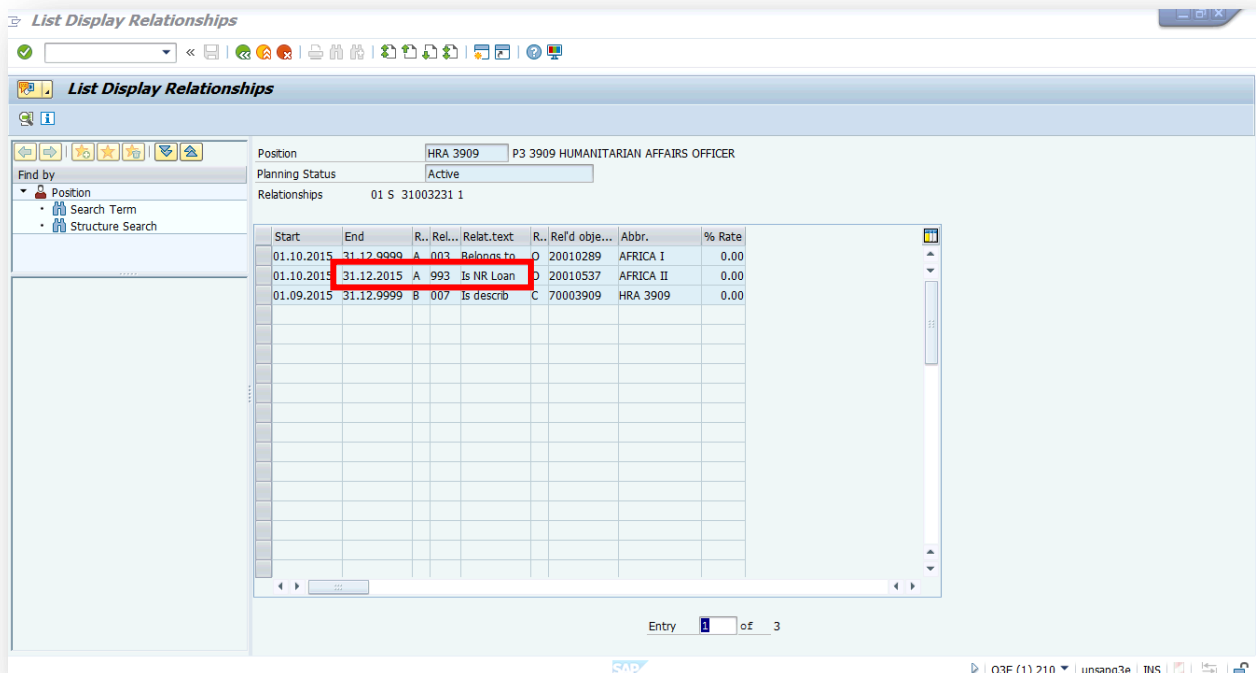 List Display Relationships
List Display Relationships
Position HRA 3909 P3 3909 HUMANITARIAN AFFAIRS OFFICER
Find by Planning Status Active
Position Relationships 01 S 31003231 1
Search Term
Structure Search
Start End R.. Rel... Relat.text R.. Rel'd obje... Abbr. % Rate
01.10.2015 31.12.9999 A 003 Belongs to O 20010289 AFRICA I 0.00
01.10.2015 31.12.2015 A 993 Is NR Loan O 20010537 AFRICA II 0.00
01.09.2015 31.12.9999 B 007 Is describ C 70003909 HRA 3909 0.00
Entry 1 of 3
SAP O3E (1) 210 unsapq3e INS